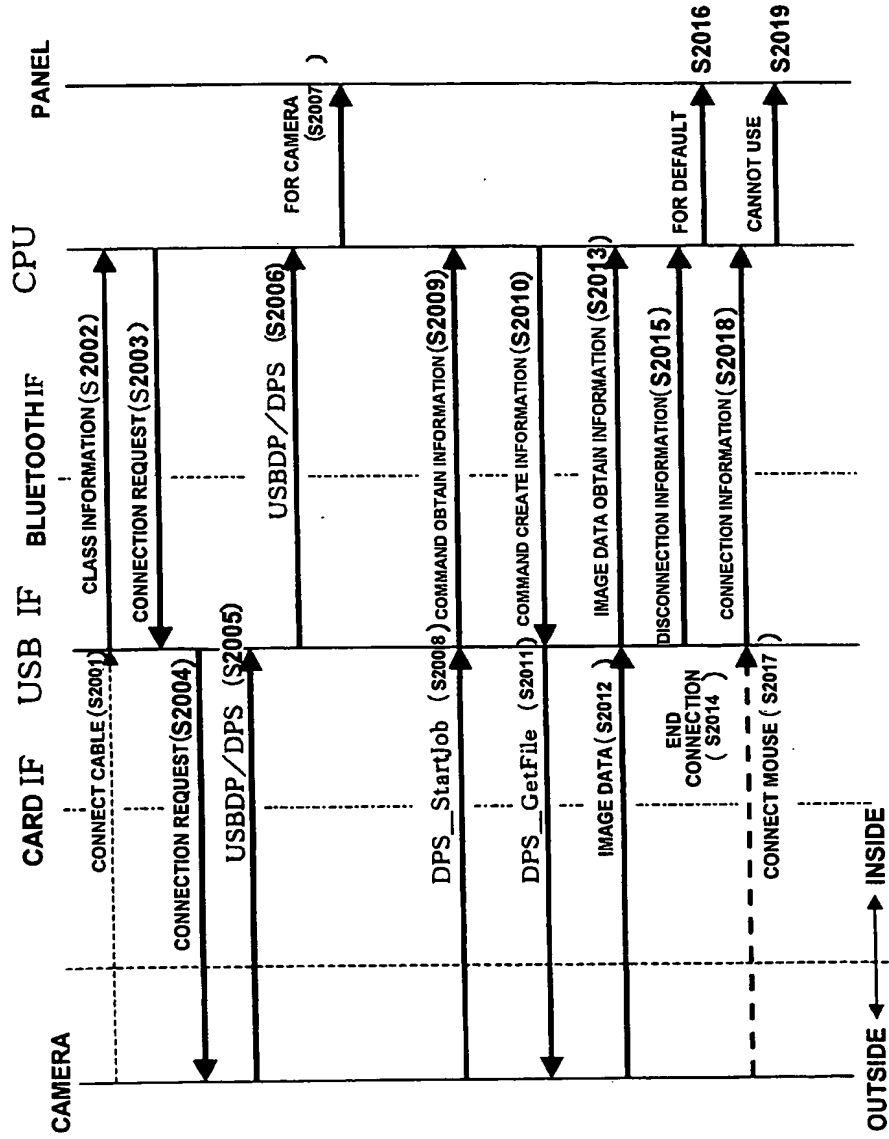 CAMERA
CARD IF
USB IF
BLUETOOTH IF
CPU
PANEL
CONNECT CABLE (S2001)
CLASS INFORMATION (S2002)
CONNECTION REQUEST (S2003)
CONNECTION REQUEST (S2004)
USBDP/DPS (S2005)
USBDP/DPS (S2006)
FOR CAMERA
(S2007)
DPS_StartJob (S2008)
COMMAND OBTAIN INFORMATION (S2009)
COMMAND CREATE INFORMATION (S2010)
DPS_GetFile (S2011)
IMAGE DATA (S2012)
IMAGE DATA OBTAIN INFORMATION (S2013)
END
CONNECTION
(S2014)
DISCONNECTION INFORMATION (S2015)
FOR DEFAULT
S2016
CONNECT MOUSE (S2017)
CONNECTION INFORMATION (S2018)
CANNOT USE
S2019
OUTSIDE
INSIDE